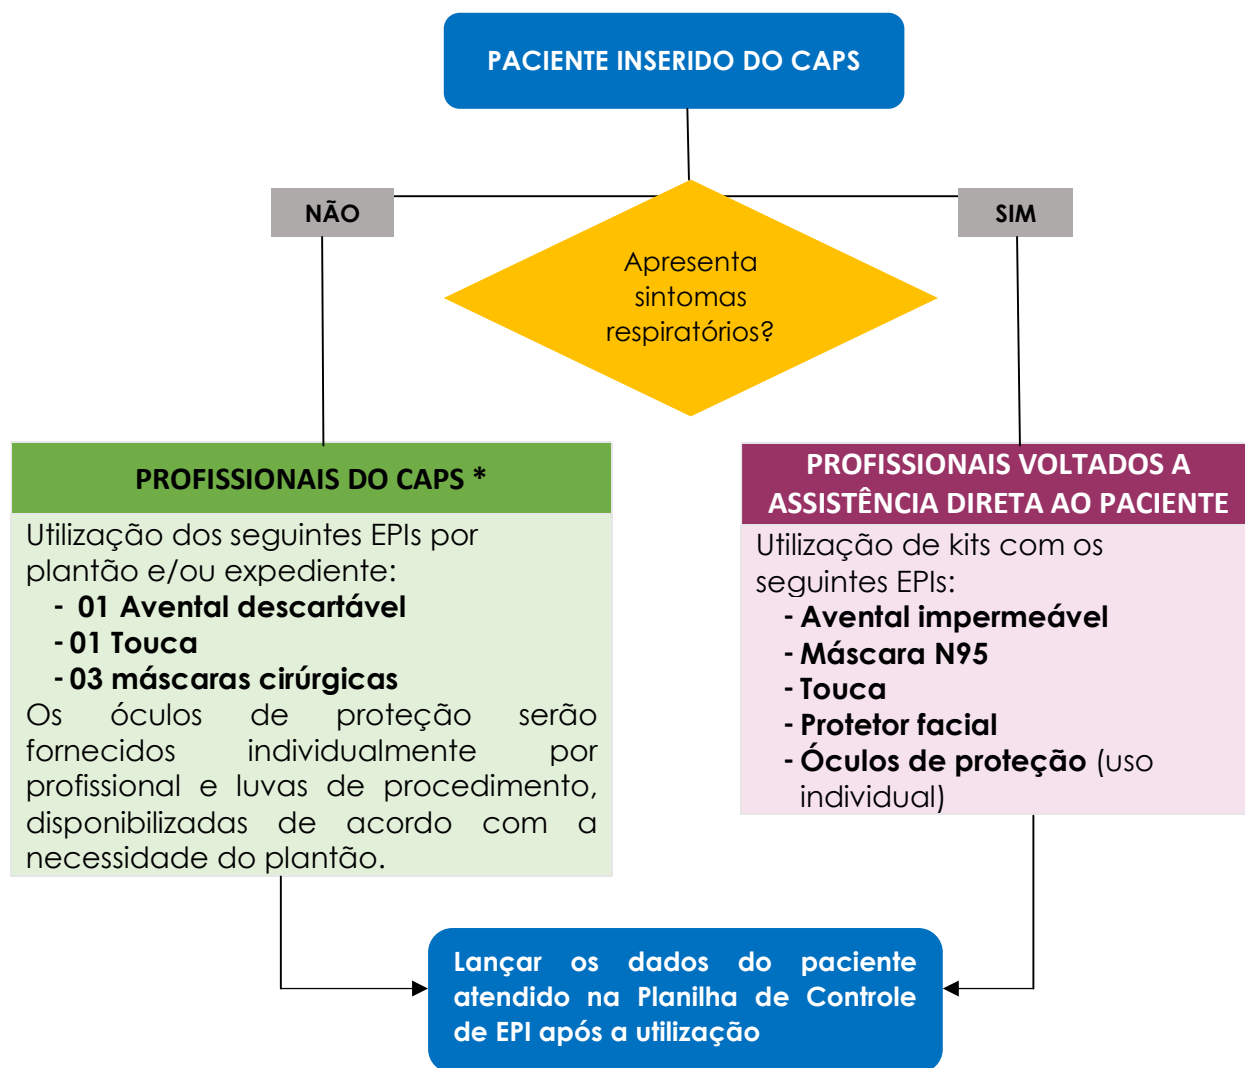 PACIENTE INSERIDO DO CAPS
NÃO
SIM
Apresenta
sintomas
respiratórios?
PROFISSIONAIS DO CAPS *
Utilização dos seguintes EPIs por
plantão e/ou expediente:
- 01 Avental descartável
- 01 Touca
- 03 máscaras cirúrgicas
Os óculos de proteção serão
fornecidos individualmente por
profissional e luvas de procedimento,
disponibilizadas de acordo com a
necessidade do plantão.
PROFISSIONAIS VOLTADOS A
ASSISTÊNCIA DIRETA AO PACIENTE
Utilização de kits com os
seguintes EPIs:
- Avental impermeável
- Máscara N95
- Touca
- Protetor facial
- Óculos de proteção (uso
individual)
Lançar os dados do paciente
atendido na Planilha de Controle
de EPI após a utilização